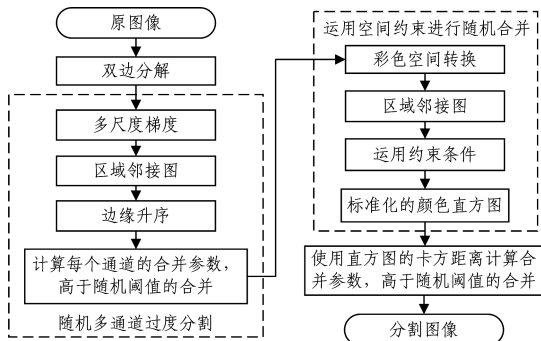 原图像
双边分解
多尺度梯度
区域邻接图
边缘升序
计算每个通道的合并参数，
高于随机阈值的合并
随机多通道过度分割
运用空间约束进行随机合并
彩色空间转换
区域邻接图
运用约束条件
标准化的颜色直方图
使用直方图的卡方距离计算合
并参数，高于随机阈值的合并
分割图像